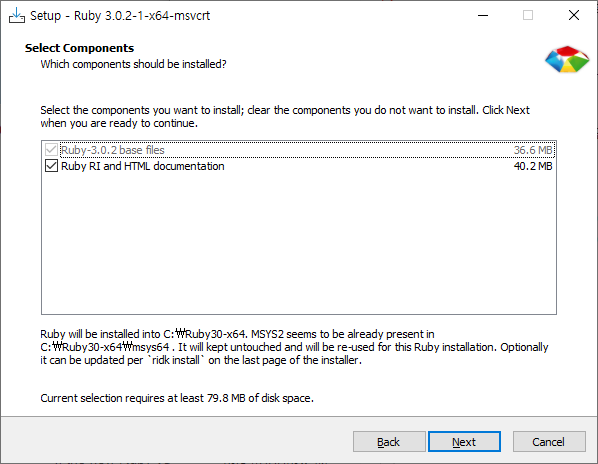 Setup - Ruby 3.0.2-1-x64-msvcrt
Select Components
Which components should be installed?
Select the components you want to install; clear the components you do not want to install. Click Next
when you are ready to continue.
Ruby-3.0.2 base files 36.6 MB
Ruby RI and HTML documentation 40.2 MB
Ruby will be installed into C:₩Ruby30-x64. MSYS2 seems to be already present in
C:₩Ruby30-x64₩msys64 . It will kept untouched and will be re-used for this Ruby installation. Optionally
it can be updated per `ridk install` on the last page of the installer.
Current selection requires at least 79.8 MB of disk space.
Back Next Cancel